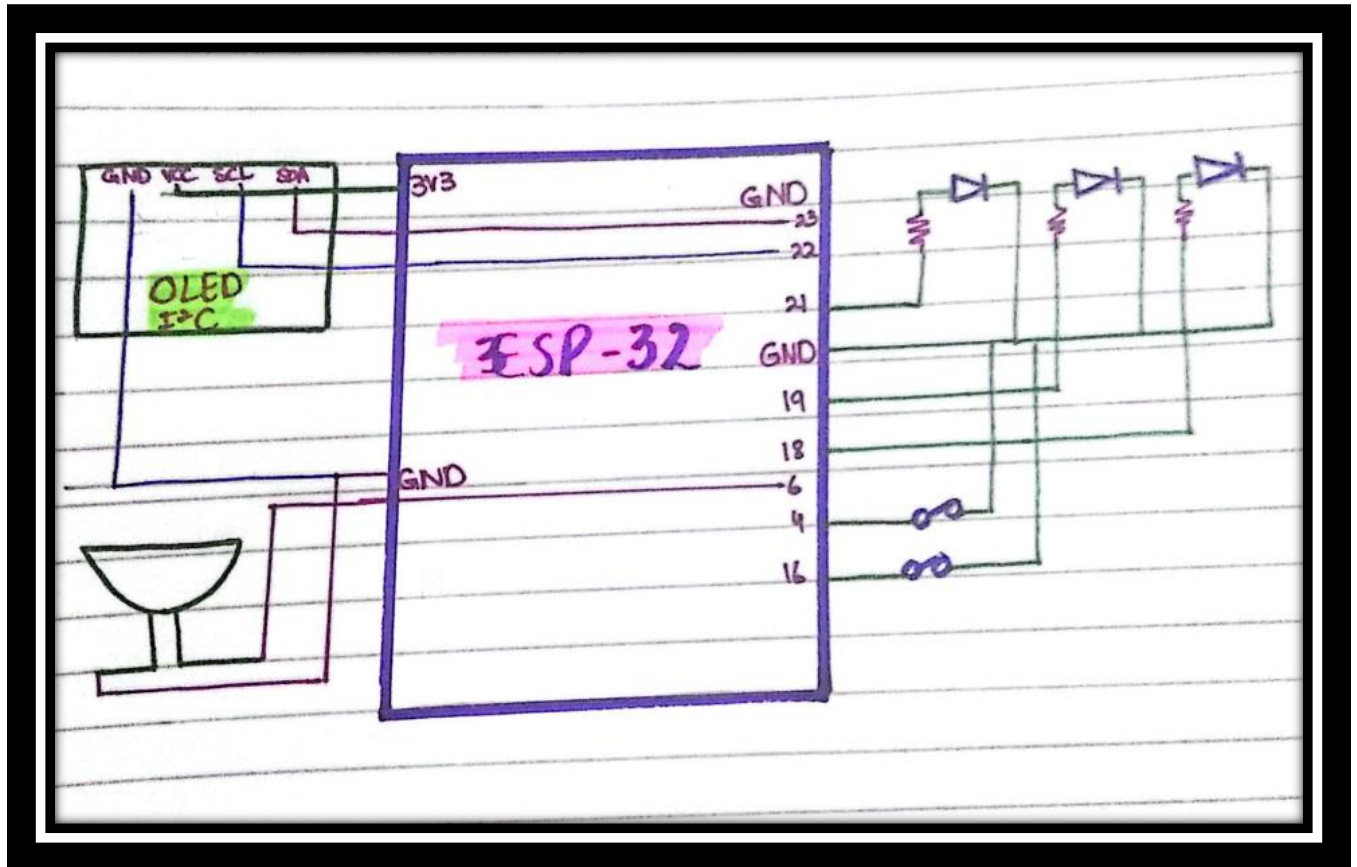 GND VCC SCL SDA
OLED
I²C
3V3
GND
23
22
21
ESP-32
GND
19
18
GND
6
4
16